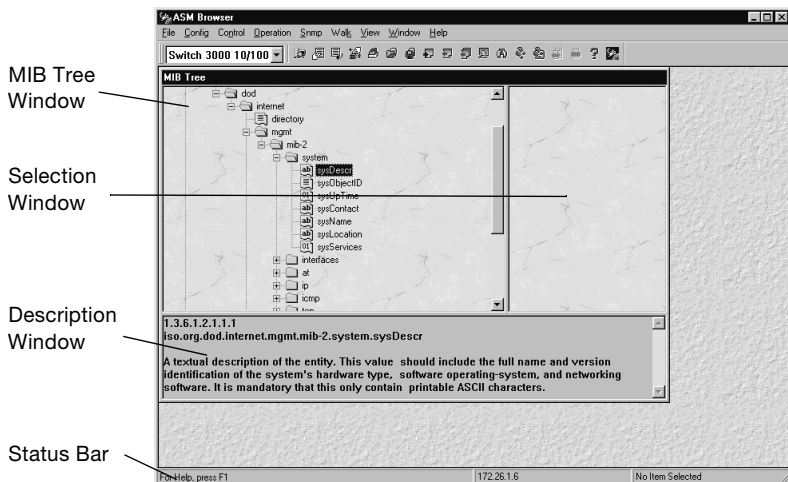 ASM Browser
File Config Control Operation Snmp Walk View Window Help
Switch 3000 10/100
MIB Tree
MIB Tree
Window
dod
internet
directory
mgmt
mib-2
system
sysDescr
sysObjectID
sysUpTime
sysContact
sysName
sysLocation
sysServices
interfaces
at
ip
icmp
Selection
Window
Description
Window
1.3.6.1.2.1.1.1
iso.org.dod.internet.mgmt.mib-2.system.sysDescr
A textual description of the entity. This value should include the full name and version
identification of the system's hardware type, software operating-system, and networking
software. It is mandatory that this only contain printable ASCII characters.
Status Bar
For Help, press F1
172.26.1.6
No Item Selected